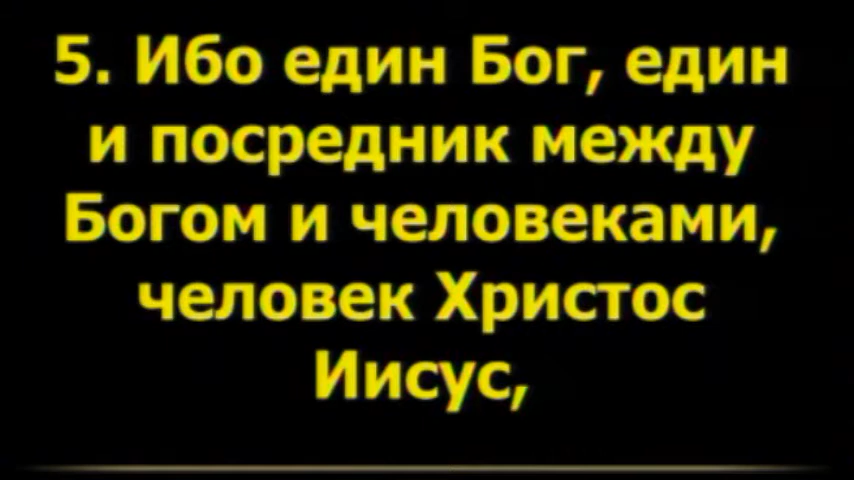 5. Ибо един Бог, един
и посредник между
Богом и человеками,
человек Христос
Иисус,